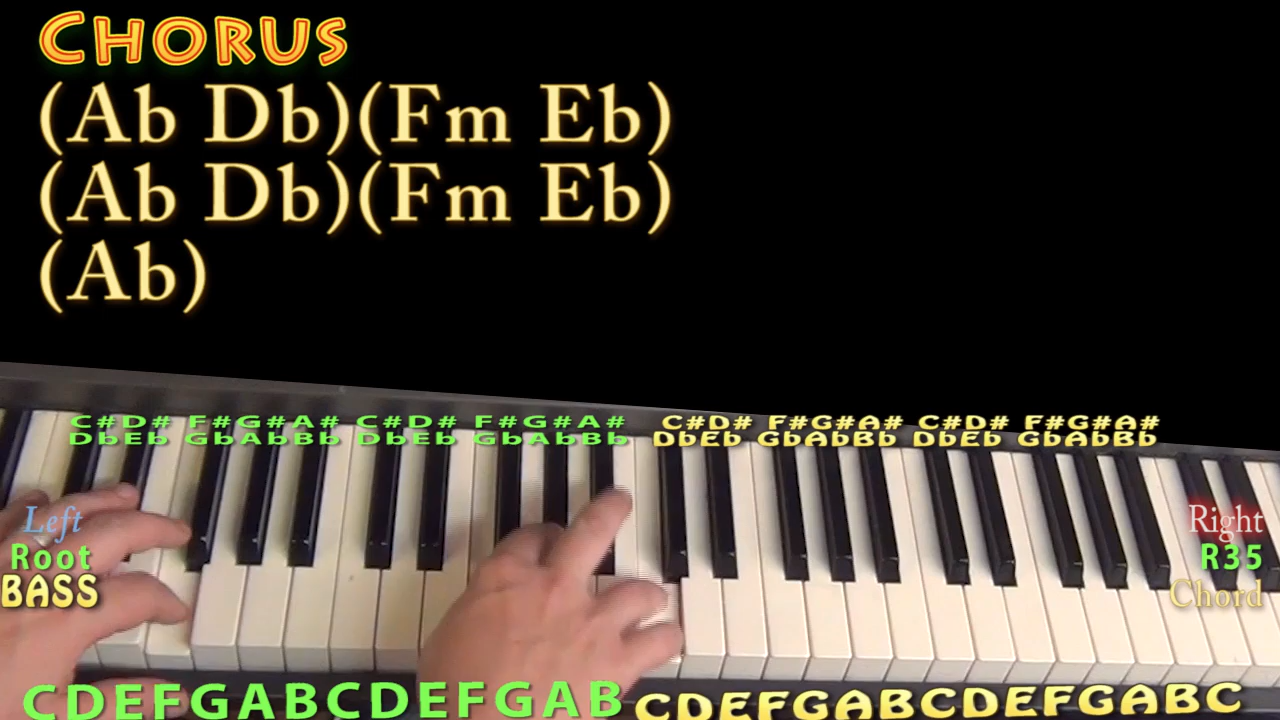 CHORUS
(Ab Db)(Fm Eb)
(Ab Db)(Fm Eb)
(Ab)
C#D# F#G#A# C#D# F#G#A# C#D# F#G#A# C#D# F#G#A#
DbEb GbAbBb DbEb GbAbBb DbEb GbAbBb DbEb GbAbBb
Left
Root
BASS
Right
R35
Chord
CDEFGABCDEFGAB CDEFGABCDEFGABC